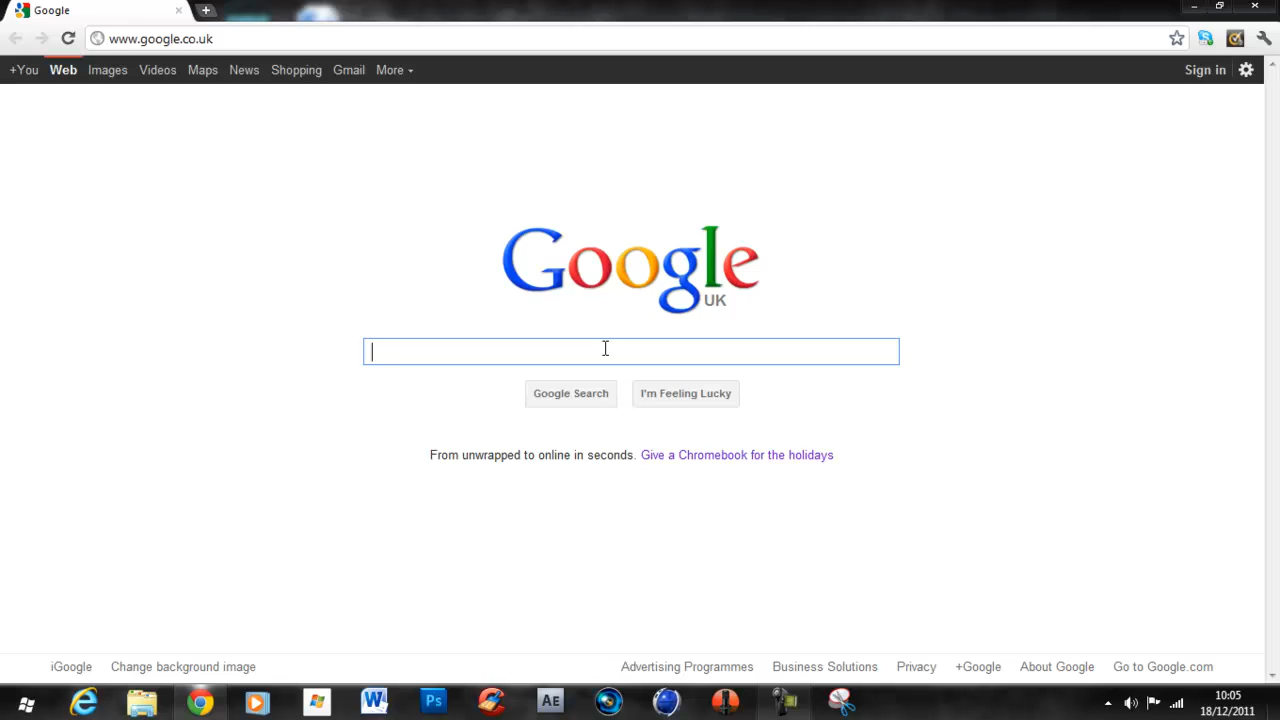 Google
www.google.co.uk
+You Web Images Videos Maps News Shopping Gmail More Sign in
Google
UK
Google Search I'm Feeling Lucky
From unwrapped to online in seconds. Give a Chromebook for the holidays
iGoogle Change background image Advertising Programmes Business Solutions Privacy +Google About Google Go to Google.com
W Ps AE 10:05
18/12/2011